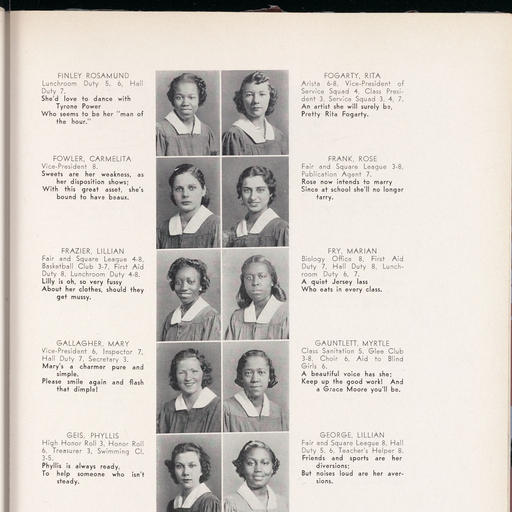 FINLEY ROSAMUND
Lunchroom Duty 5, 6, Hall
Duty 7.
She'd love to dance with
Tyrone Power
Who seems to be her "man of
the hour."
FOWLER, CARMELITA
Vice-President 8.
Sweets are her weakness, as
her disposition shows;
With this great asset, she's
bound to have beaux.
FRAZIER, LILLIAN
Fair and Square League 4-8,
Basketball Club 3-7, First Aid
Duty 8, Lunchroom Duty 4-8.
Lilly is oh, so very fussy
About her clothes, should they
get mussy.
GALLAGHER, MARY
Vice-President 6, Inspector 7,
Hall Duty 7, Secretary 3.
Mary's a charmer pure and
simple.
Please smile again and flash
that dimple!
GEIS, PHYLLIS
High Honor Roll 3, Honor Roll
6, Treasurer 3, Swimming Cl.
3-5.
Phyllis is always ready,
To help someone who isn't
steady.
FOGARTY, RITA
Arista 6-8, Vice-President of
Service Squad 4, Class Presi-
dent 3, Service Squad 3, 4, 7.
An artist she will surely be,
Pretty Rita Fogarty.
FRANK, ROSE
Fair and Square League 3-8,
Publication Agent 7.
Rose now intends to marry
Since at school she'll no longer
tarry.
FRY, MARIAN
Biology Office 8, First Aid
Duty 7, Hall Duty 8, Lunch-
room Duty 6, 7.
A quiet Jersey lass
Who eats in every class.
GAUNTLETT, MYRTLE
Class Sanitation 5, Glee Club
3-8, Choir 6, Aid to Blind
Girls 6.
A beautiful voice has she;
Keep up the good work! And
a Grace Moore you'll be.
GEORGE, LILLIAN
Fair and Square League 8, Hall
Duty 5, 6, Teacher's Helper 8.
Friends and sports are her
diversions;
But noises loud are her aver-
sions.